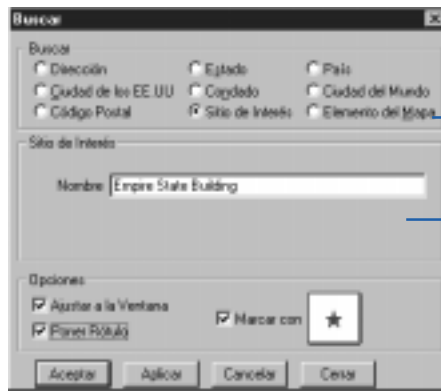 Buscar
Buscar
Dirección Estado País
Ciudad de los EE.UU Condado Ciudad del Mundo
Código Postal Sitio de Interés Elemento del Mapa
Sitio de Interés
Nombre Empire State Building
Opciones
Ajustar a la Ventana
Marcar con
Poner Rótulo
Aceptar Aplicar Cancelar Cerrar